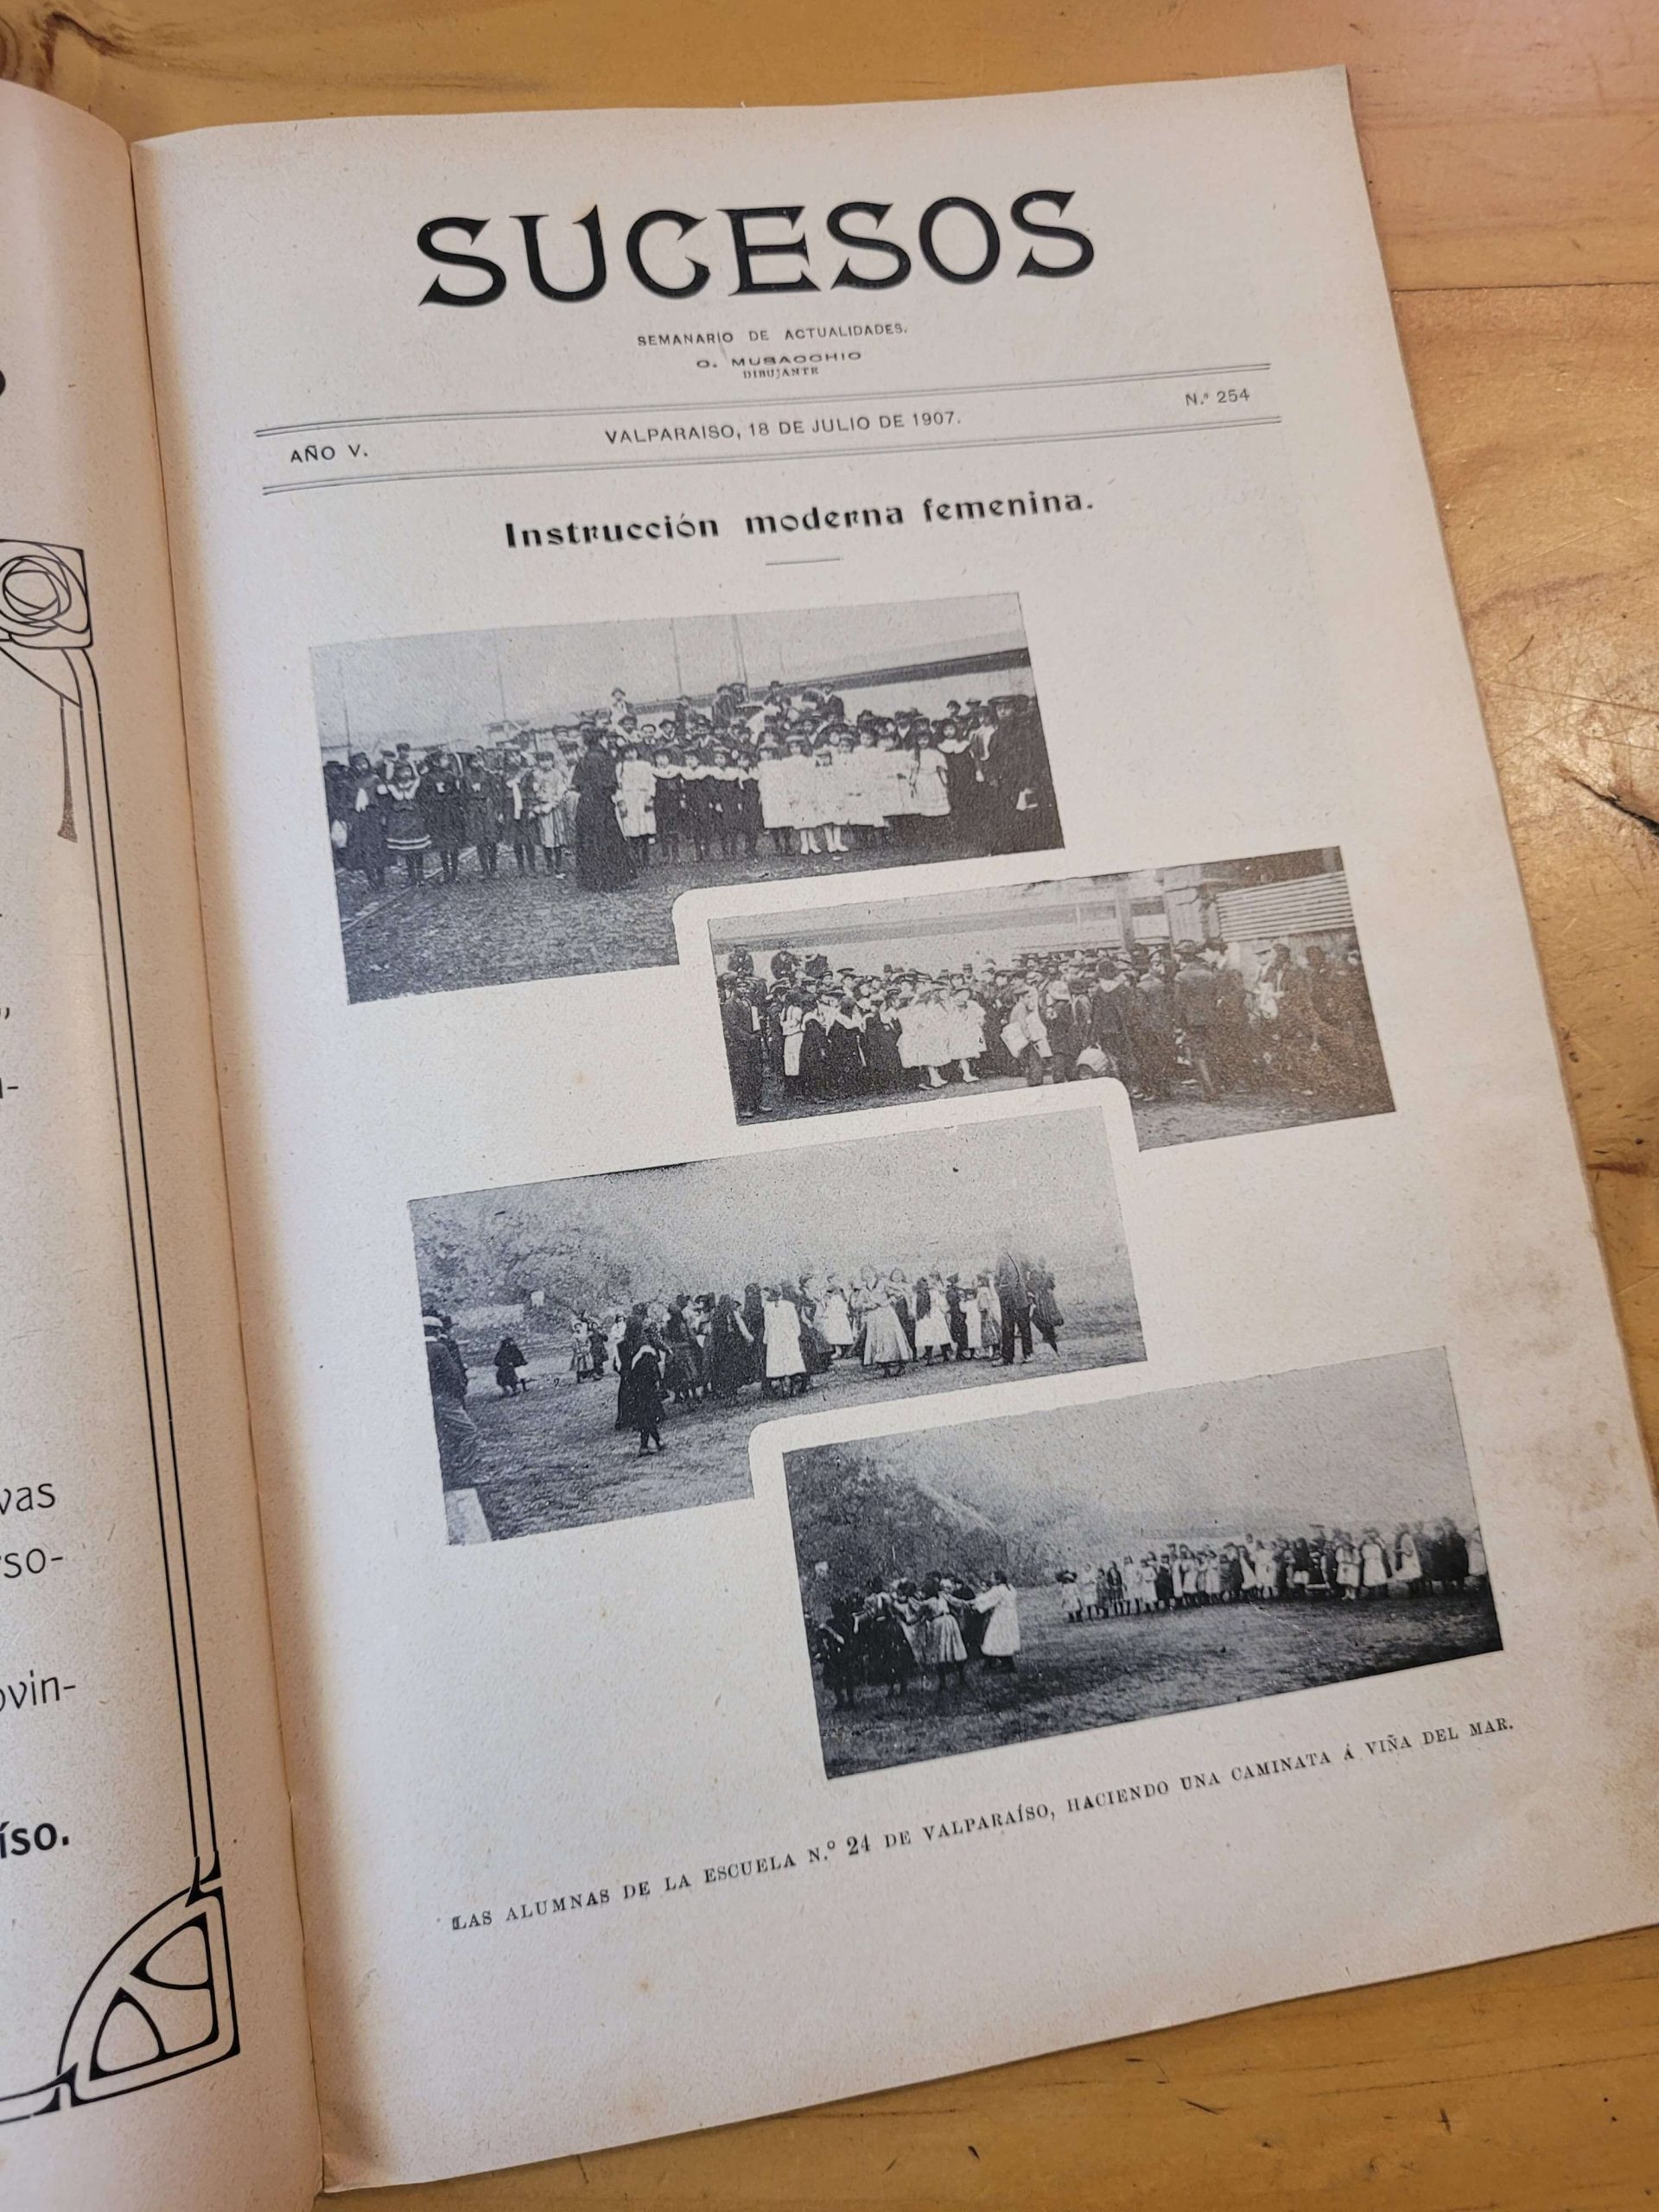 vas
so-
ovin-
íso.
SUCESOS
SEMANARIO DE ACTUALIDADES.
O. MUSACCHIO
DIBUJANTE
AÑO V.
VALPARAISO, 18 DE JULIO DE 1907.
N.º 254
Instrucción moderna femenina.
LAS ALUMNAS DE LA ESCUELA N.º 24 DE VALPARAÍSO, HACIENDO UNA CAMINATA Á VIÑA DEL MAR.